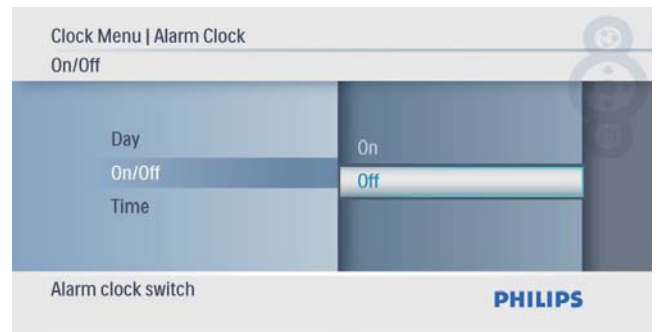 Clock Menu | Alarm Clock
On/Off
Day
On/Off
Time
On
Off
Alarm clock switch
PHILIPS